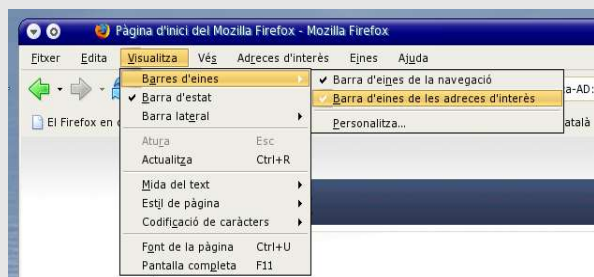 Pàgina d'inici del Mozilla Firefox - Mozilla Firefox
Fitxer Edita Visualitza Vés Adreces d'interès Eines Ajuda
Barres d'eines
Barra d'eines de la navegació
Barra d'estat
Barra d'eines de les adreces d'interès
a-AD:
Barra lateral
Personalitza...
El Firefox en
atalà
Atura Esc
Actualitza Ctrl+R
Mida del text
Estil de pàgina
Codificació de caràcters
Font de la pàgina Ctrl+U
Pantalla completa F11